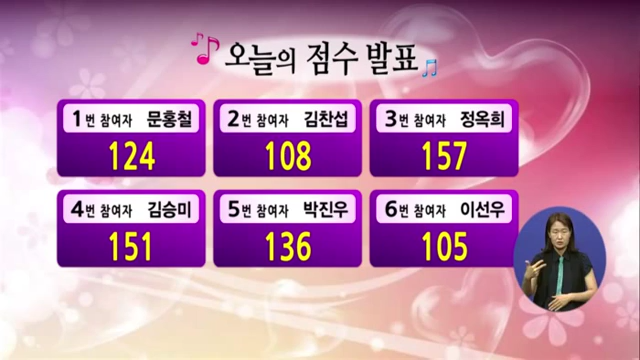 오늘의 점수 발표
1번 참여자 문홍철
124
2번 참여자 김찬섭
108
3번 참여자 정옥희
157
4번 참여자 김승미
151
5번 참여자 박진우
136
6번 참여자 이선우
105